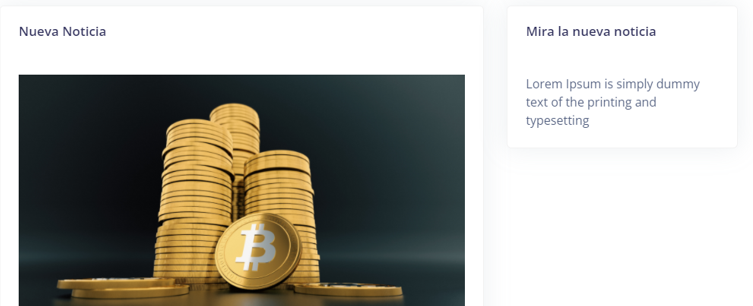 Nueva Noticia
Mira la nueva noticia
Lorem Ipsum is simply dummy
text of the printing and
typesetting